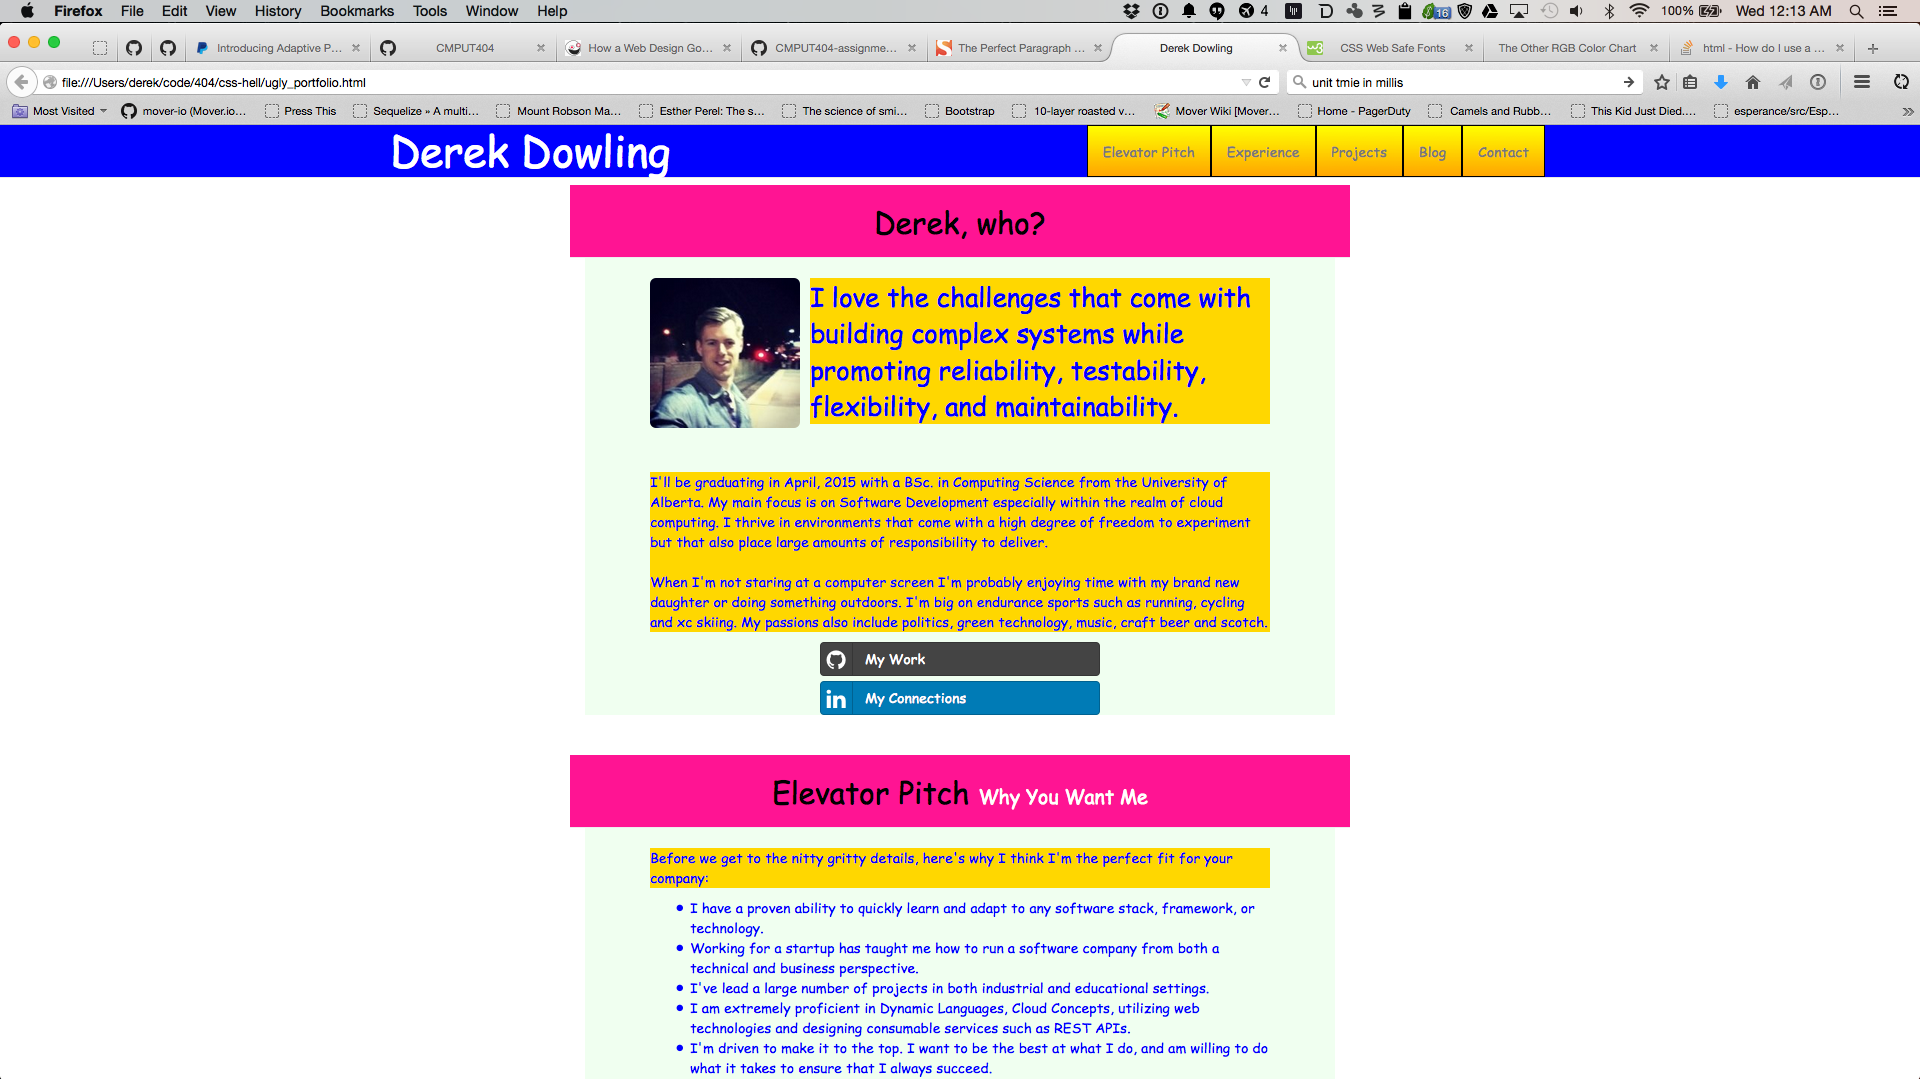 Firefox File Edit View History Bookmarks Tools Window Help 4 16 100% Wed 12:13 AM
Introducing Adaptive P... CMPUT404 How a Web Design Go... CMPUT404-assignme... The Perfect Paragraph ... Derek Dowling CSS Web Safe Fonts The Other RGB Color Chart html - How do I use a ...
file:///Users/derek/code/404/css-hell/ugly_portfolio.html unit tmie in millis
Most Visited mover-io (Mover.io... Press This Sequelize » A multi... Mount Robson Ma... Esther Perel: The s... The science of smi... Bootstrap 10-layer roasted v... Mover Wiki [Mover... Home - PagerDuty Camels and Rubb... This Kid Just Died.... esperance/src/Esp...
Derek Dowling
Elevator Pitch Experience Projects Blog Contact
Derek, who?
I love the challenges that come with
building complex systems while
promoting reliability, testability,
flexibility, and maintainability.
I'll be graduating in April, 2015 with a BSc. in Computing Science from the University of
Alberta. My main focus is on Software Development especially within the realm of cloud
computing. I thrive in environments that come with a high degree of freedom to experiment
but that also place large amounts of responsibility to deliver.
When I'm not staring at a computer screen I'm probably enjoying time with my brand new
daughter or doing something outdoors. I'm big on endurance sports such as running, cycling
and xc skiing. My passions also include politics, green technology, music, craft beer and scotch.
My Work
in My Connections
Elevator Pitch Why You Want Me
Before we get to the nitty gritty details, here's why I think I'm the perfect fit for your
company:
• I have a proven ability to quickly learn and adapt to any software stack, framework, or
technology.
• Working for a startup has taught me how to run a software company from both a
technical and business perspective.
• I've lead a large number of projects in both industrial and educational settings.
• I am extremely proficient in Dynamic Languages, Cloud Concepts, utilizing web
technologies and designing consumable services such as REST APIs.
• I'm driven to make it to the top. I want to be the best at what I do, and am willing to do
what it takes to ensure that I always succeed.